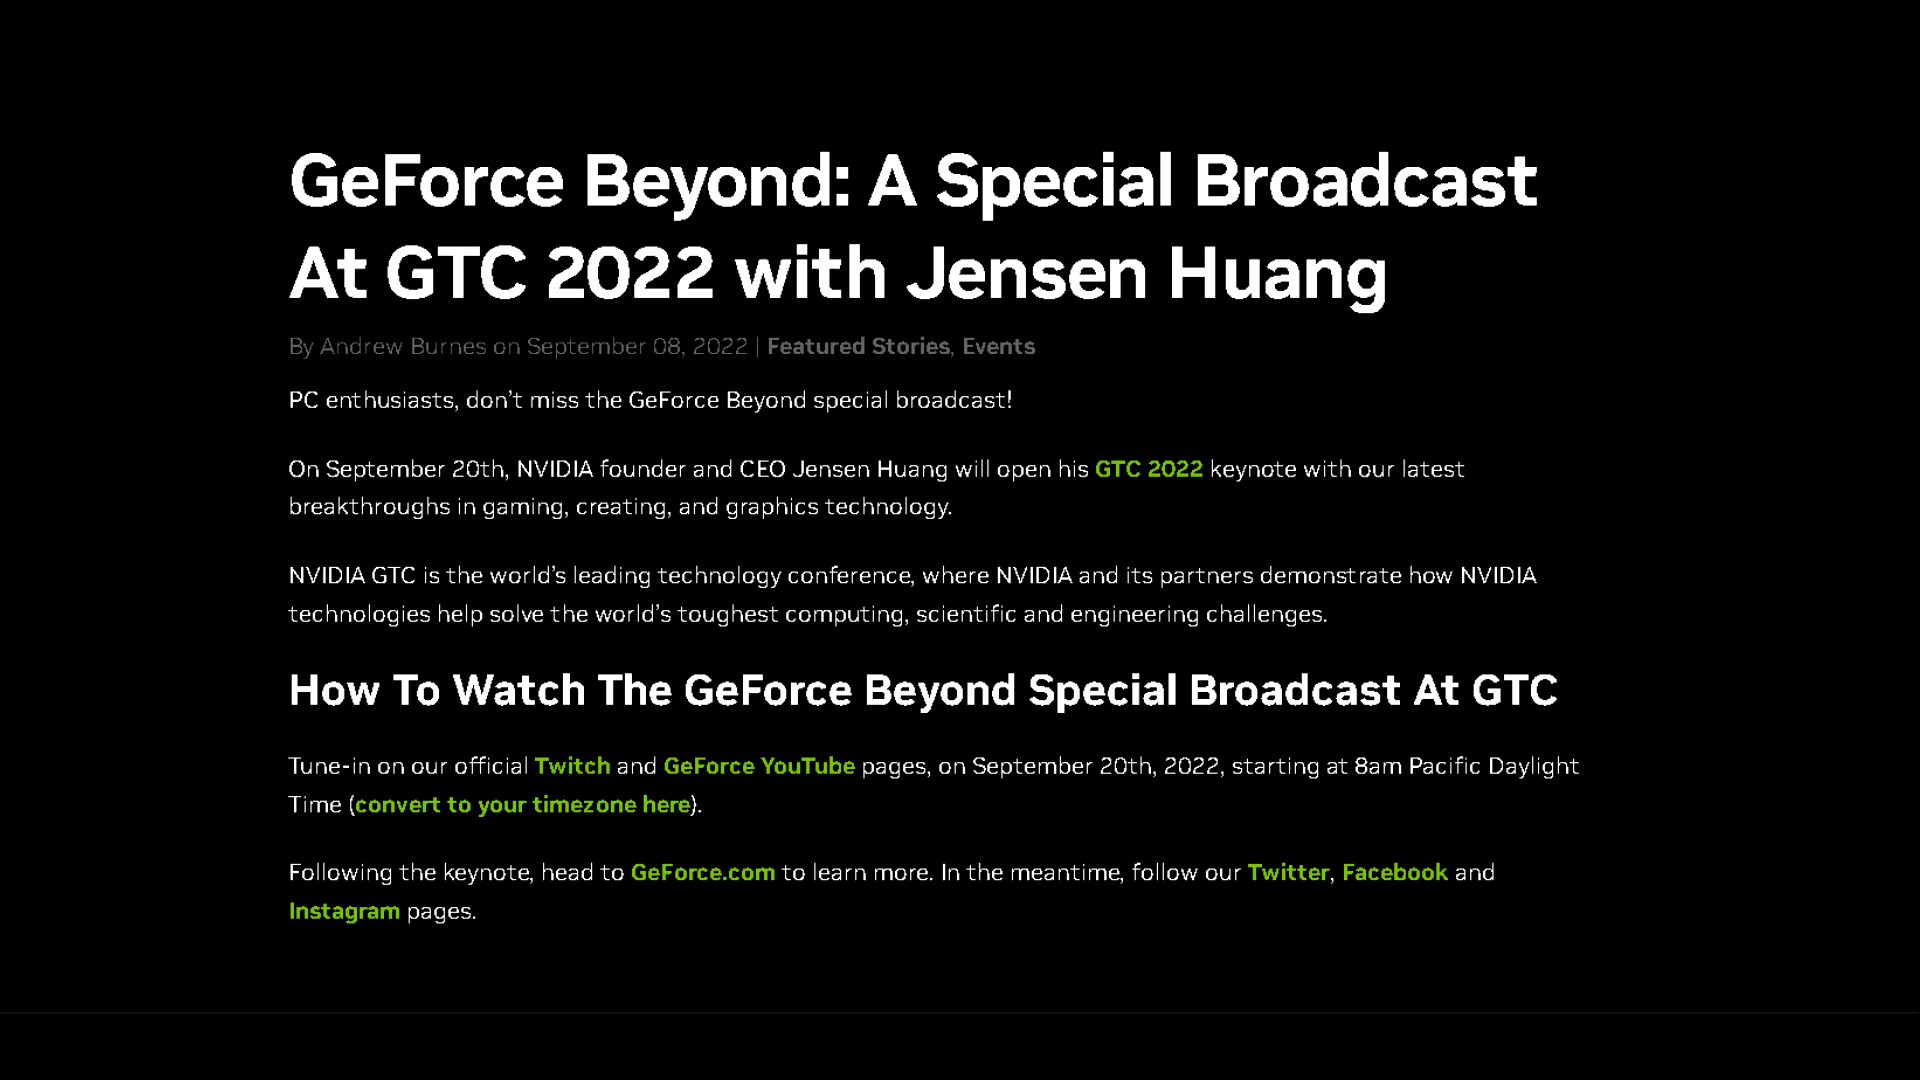 GeForce Beyond: A Special Broadcast
At GTC 2022 with Jensen Huang
By Andrew Burnes on September 08, 2022 | Featured Stories, Events
PC enthusiasts, don’t miss the GeForce Beyond special broadcast!
On September 20th, NVIDIA founder and CEO Jensen Huang will open his GTC 2022 keynote with our latest
breakthroughs in gaming, creating, and graphics technology.
NVIDIA GTC is the world’s leading technology conference, where NVIDIA and its partners demonstrate how NVIDIA
technologies help solve the world’s toughest computing, scientific and engineering challenges.
How To Watch The GeForce Beyond Special Broadcast At GTC
Tune-in on our official Twitch and GeForce YouTube pages, on September 20th, 2022, starting at 8am Pacific Daylight
Time (convert to your timezone here).
Following the keynote, head to GeForce.com to learn more. In the meantime, follow our Twitter, Facebook and
Instagram pages.